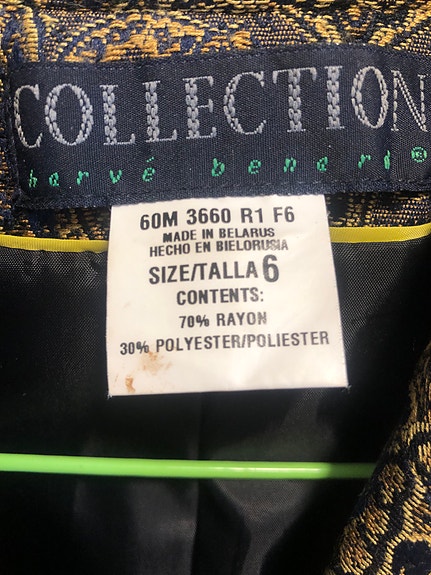 COLLECTION
hervé benard®
60M 3660 R1 F6
MADE IN BELARUS
HECHO EN BIELORUSIA
SIZE/TALLA 6
CONTENTS:
70% RAYON
30% POLYESTER/POLIESTER